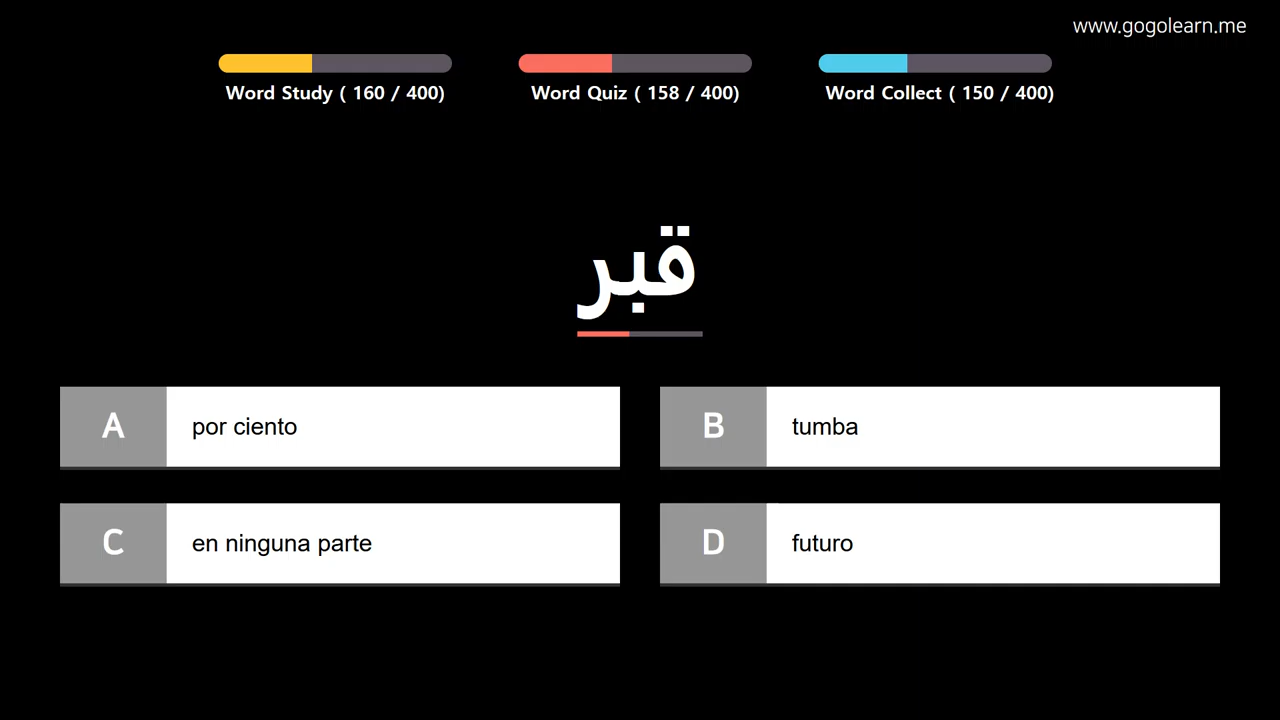 www.gogolearn.me
Word Study ( 160 / 400)
Word Quiz ( 158 / 400)
Word Collect ( 150 / 400)
قبر
A
por ciento
B
tumba
C
en ninguna parte
D
futuro